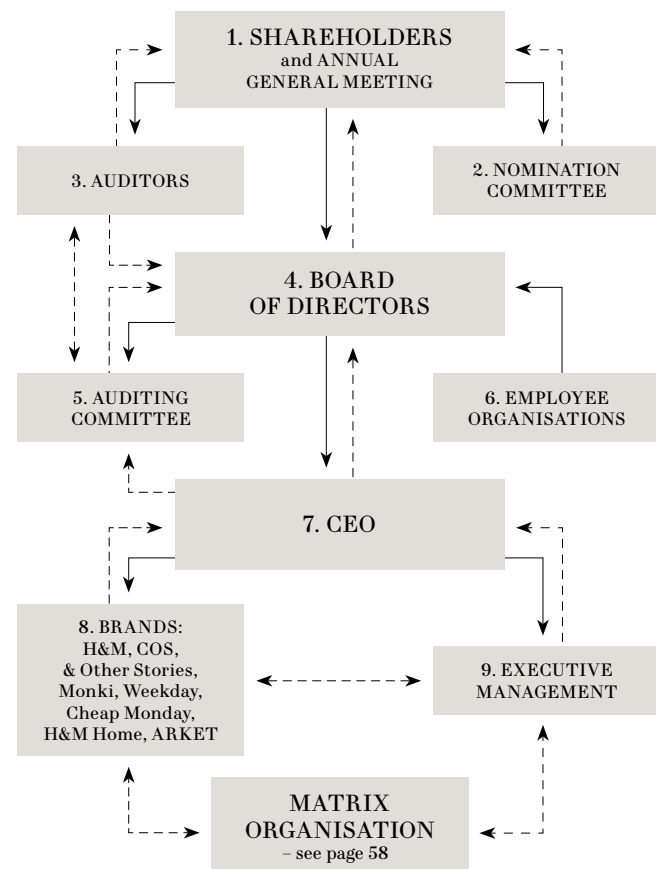 1. SHAREHOLDERS
and ANNUAL
GENERAL MEETING
3. AUDITORS
2. NOMINATION
COMMITTEE
4. BOARD
OF DIRECTORS
5. AUDITING
COMMITTEE
6. EMPLOYEE
ORGANISATIONS
7. CEO
8. BRANDS:
H&M, COS,
& Other Stories,
Monki, Weekday,
Cheap Monday,
H&M Home, ARKET
9. EXECUTIVE
MANAGEMENT
MATRIX
ORGANISATION
– see page 58